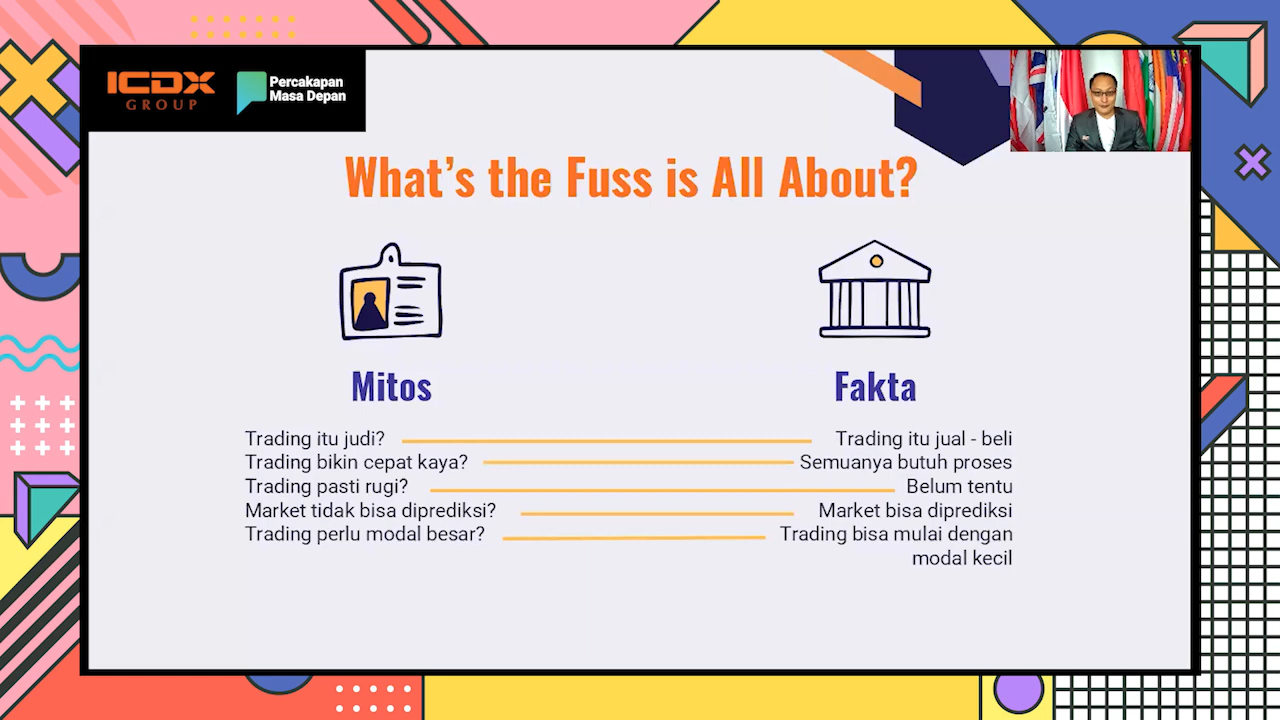 ICDX
GROUP
Percakapan
Masa Depan
What's the Fuss is All About?
Mitos
Fakta
Trading itu judi?
Trading itu jual - beli
Trading bikin cepat kaya?
Semuanya butuh proses
Trading pasti rugi?
Belum tentu
Market tidak bisa diprediksi?
Market bisa diprediksi
Trading perlu modal besar?
Trading bisa mulai dengan
modal kecil